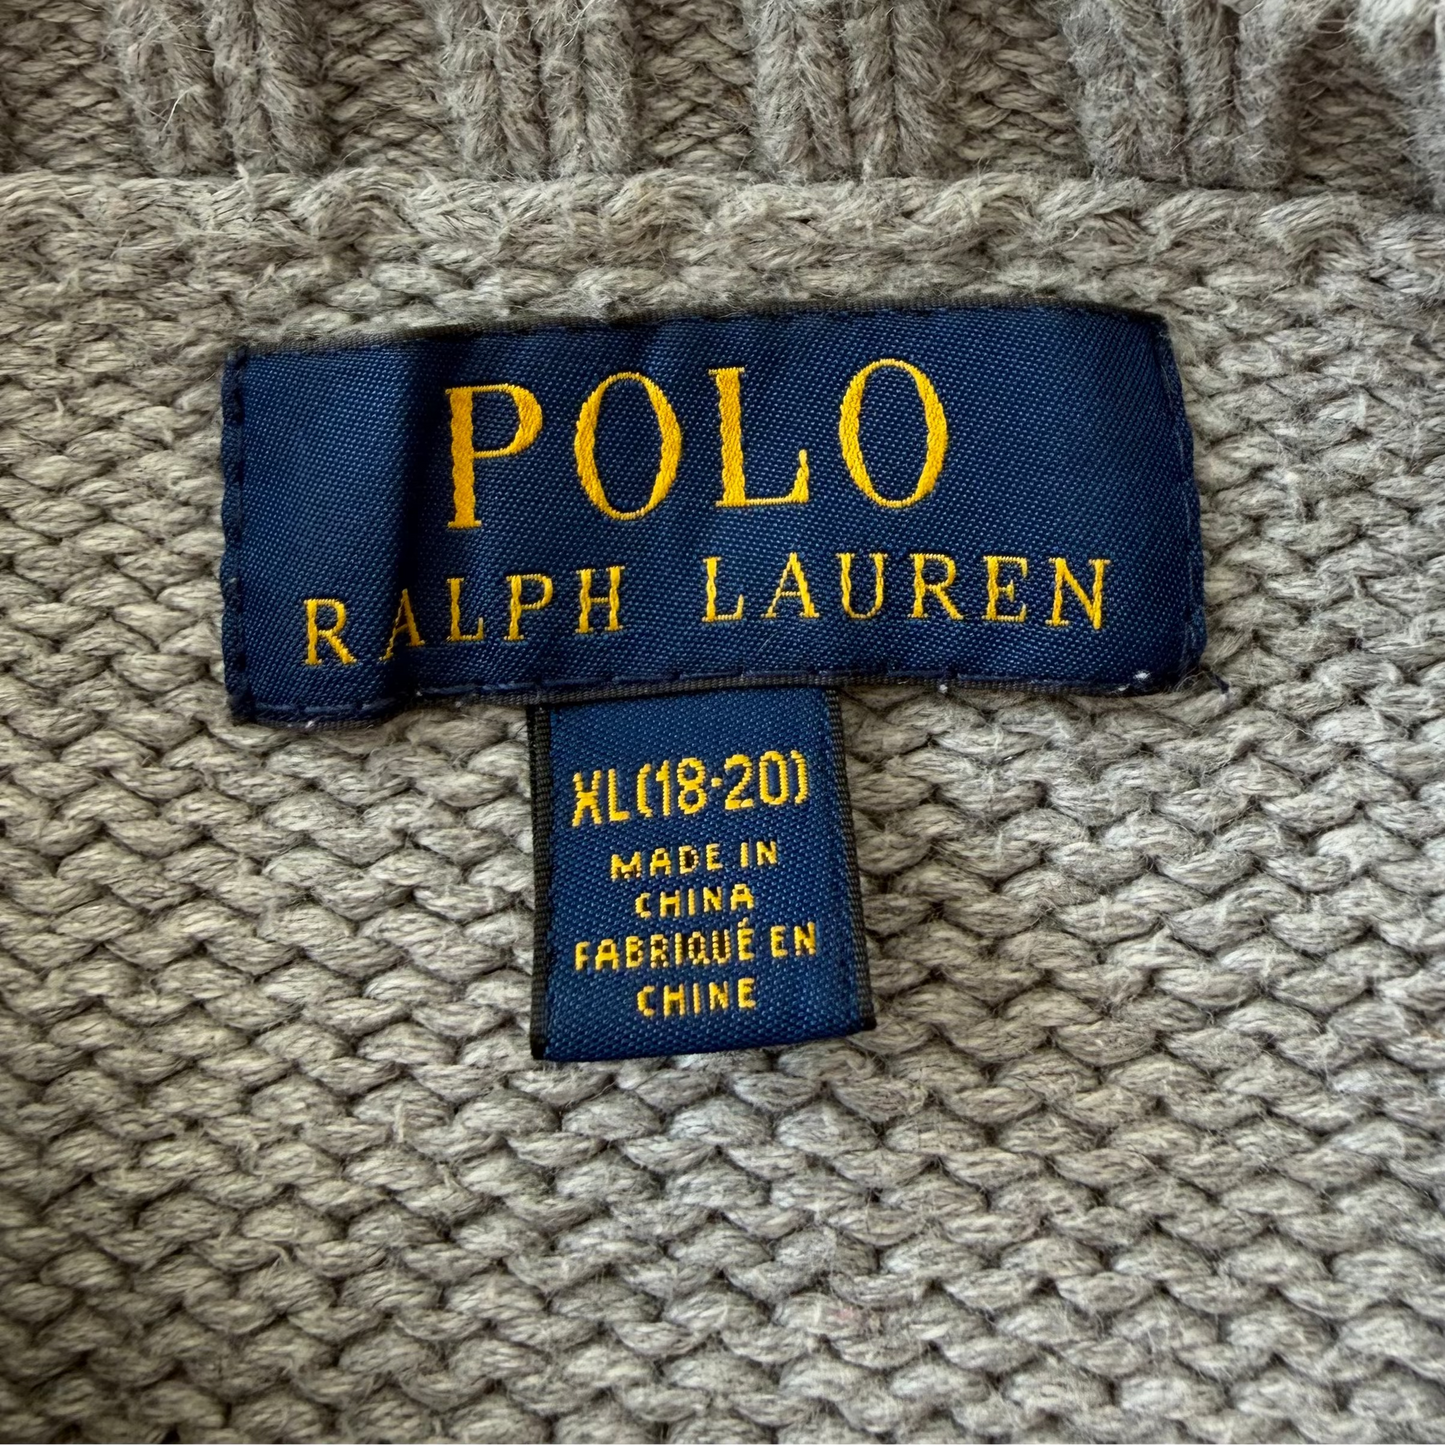 POLO
RALPH LAUREN
XL(18-20)
MADE IN
CHINA
FABRIQUÉ EN
CHINE